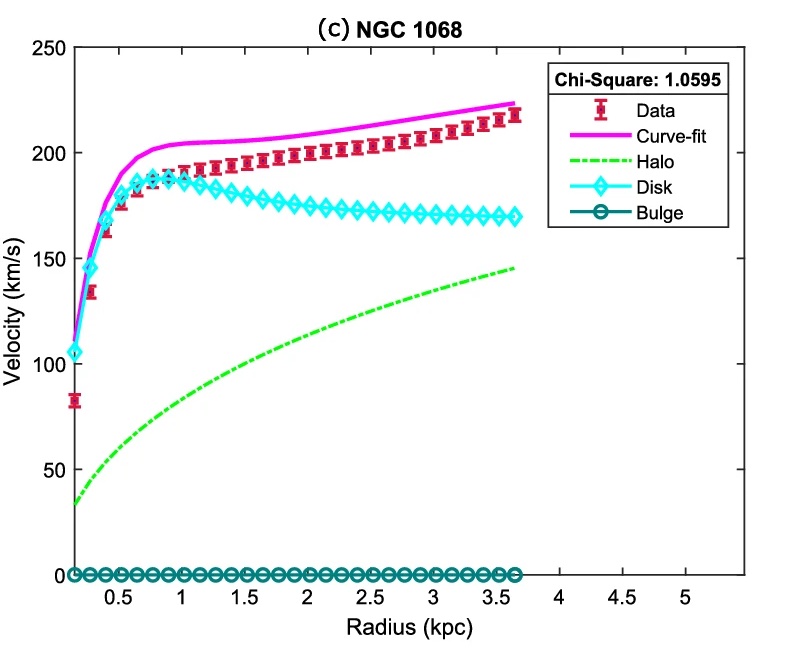 (c) NGC 1068
250
200
150
100
50
0
Velocity (km/s)
0.5 1 1.5 2 2.5 3 3.5 4 4.5 5
Radius (kpc)
Chi-Square: 1.0595
Data
Curve-fit
Halo
Disk
Bulge